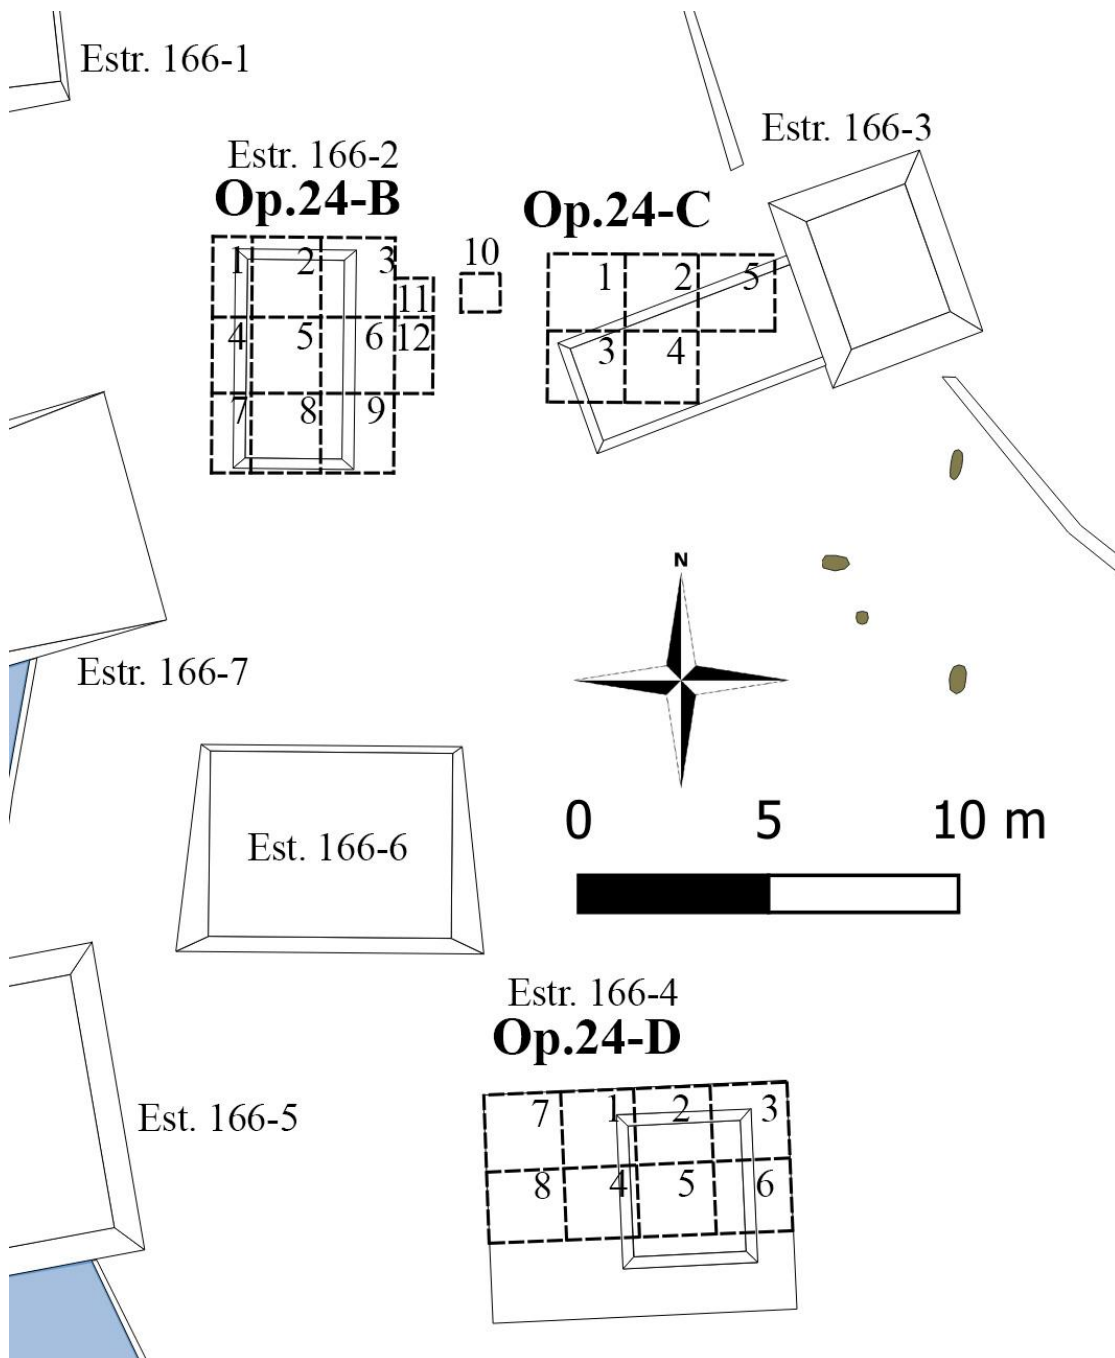 Estr. 166-1
Estr. 166-3
Estr. 166-2
Op.24-B
Op.24-C
1 2 3
10
11
4 5 6 12
7 8 9
1 2 5
3 4
N
Estr. 166-7
0 5 10 m
Est. 166-6
Estr. 166-4
Op.24-D
Est. 166-5
7 1 2 3
8 4 5 6